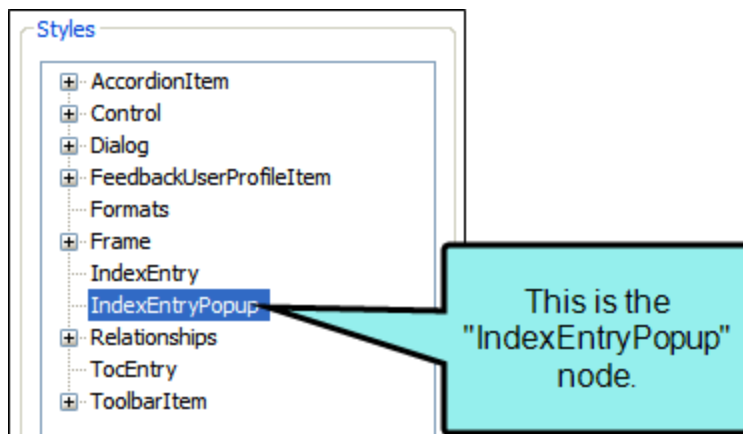 Styles
AccordionItem
Control
Dialog
FeedbackUserProfileItem
Formats
Frame
IndexEntry
IndexEntryPopup
Relationships
TocEntry
ToolbarItem
This is the
"IndexEntryPopup"
node.